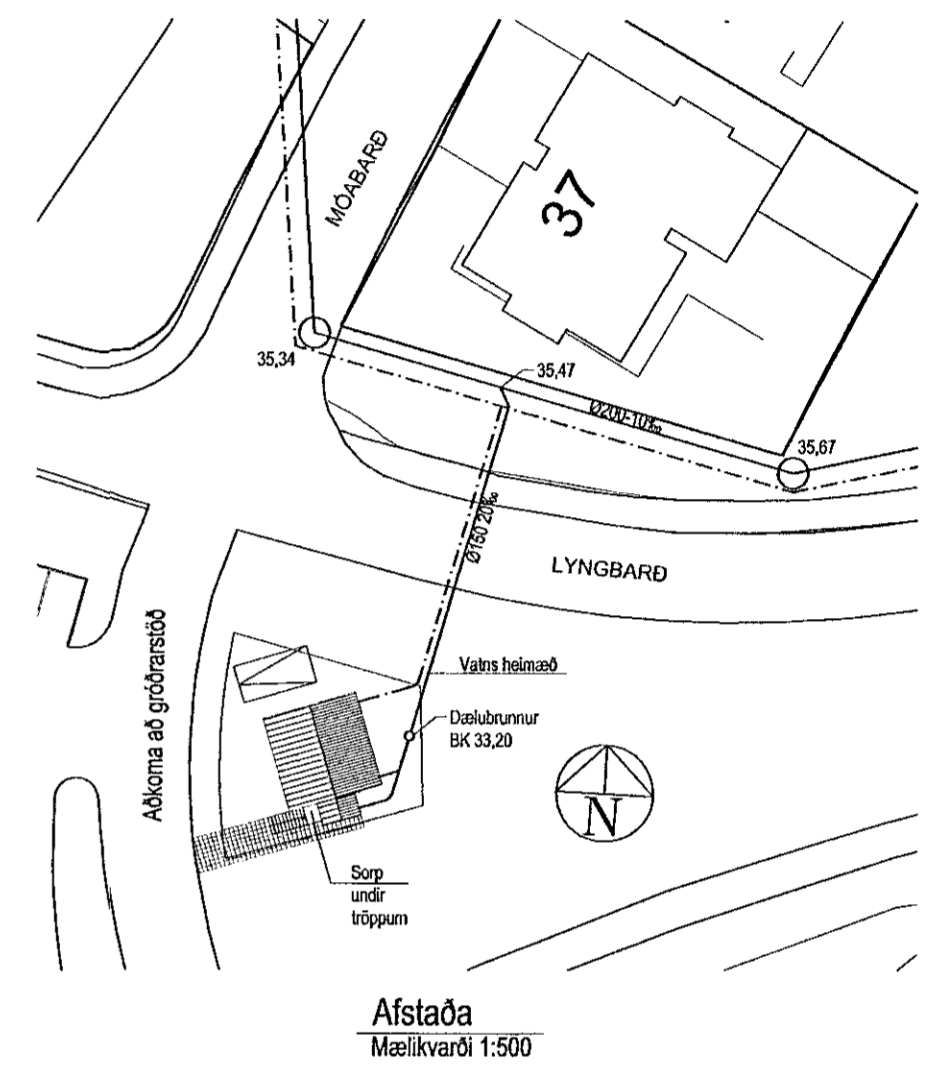 MÓABARÐ
37
35,34
35,47
Ø200-10‰
35,67
Ø150 20‰
LYNGBARÐ
Aðkoma að gróðrarstöð
Vatns heimæð
Dælubrunnur
BK 33,20
N
Sorp
undir
tröppum
Afstaða
Mælikvarði 1:500